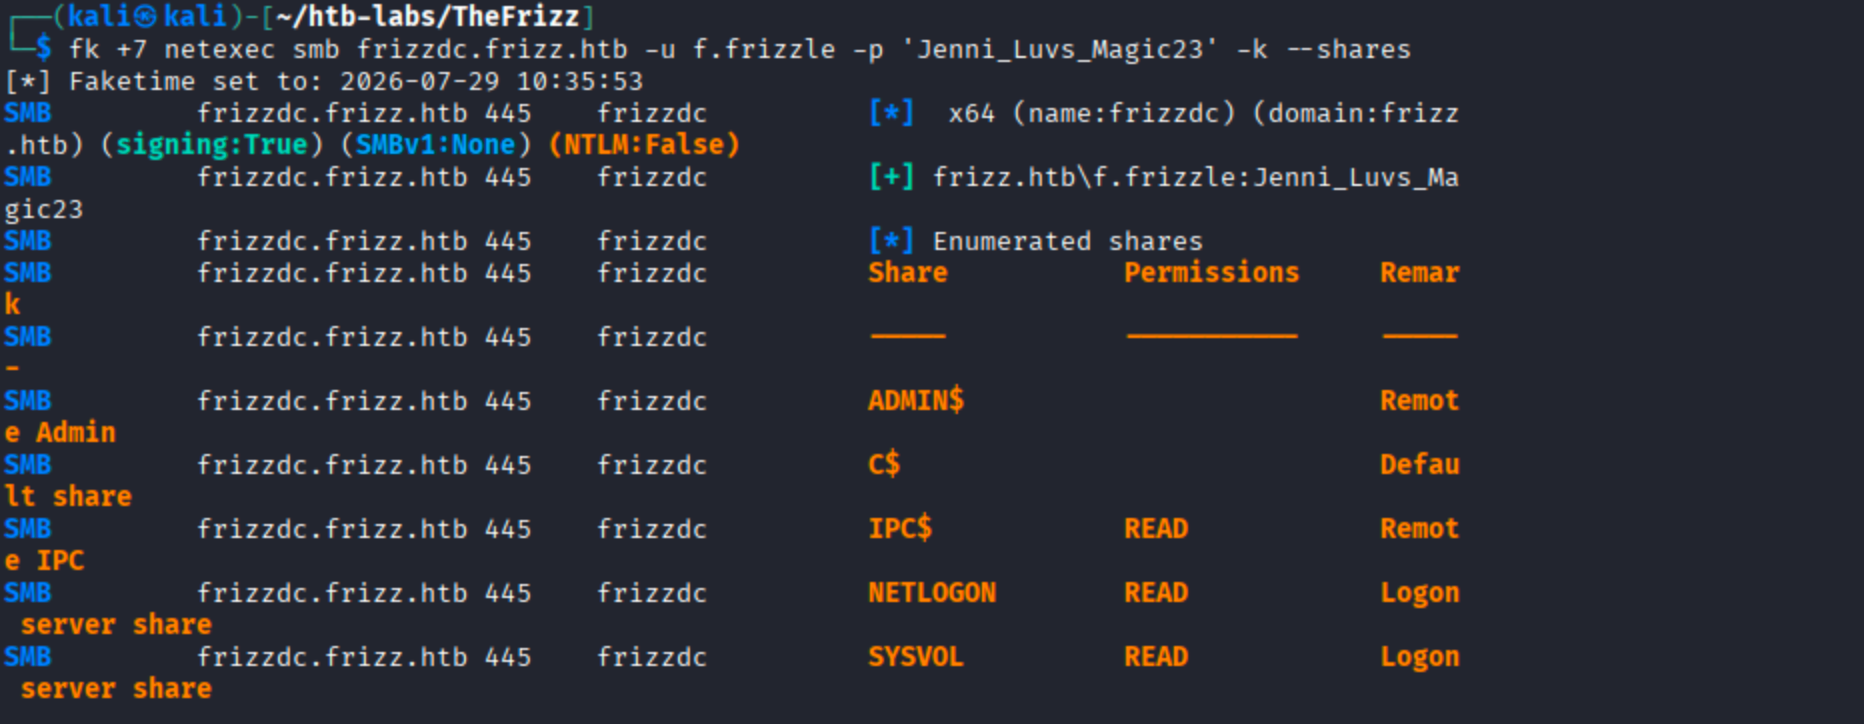 ┌──(kali㉿kali)-[~/htb-labs/TheFrizz]
└─$ fk +7 netexec smb frizzdc.frizz.htb -u f.frizzle -p 'Jenni_Luvs_Magic23' -k --shares
[*] Faketime set to: 2026-07-29 10:35:53
SMB         frizzdc.frizz.htb 445    frizzdc          [*]  x64 (name:frizzdc) (domain:frizz
.htb) (signing:True) (SMBv1:None) (NTLM:False)
SMB         frizzdc.frizz.htb 445    frizzdc          [+] frizz.htb\f.frizzle:Jenni_Luvs_Ma
gic23
SMB         frizzdc.frizz.htb 445    frizzdc          [*] Enumerated shares
SMB         frizzdc.frizz.htb 445    frizzdc          Share           Permissions     Remar
k
SMB         frizzdc.frizz.htb 445    frizzdc          -----           -----------     -----
-
SMB         frizzdc.frizz.htb 445    frizzdc          ADMIN$                          Remot
e Admin
SMB         frizzdc.frizz.htb 445    frizzdc          C$                              Defau
lt share
SMB         frizzdc.frizz.htb 445    frizzdc          IPC$            READ            Remot
e IPC
SMB         frizzdc.frizz.htb 445    frizzdc          NETLOGON        READ            Logon
 server share
SMB         frizzdc.frizz.htb 445    frizzdc          SYSVOL          READ            Logon
 server share